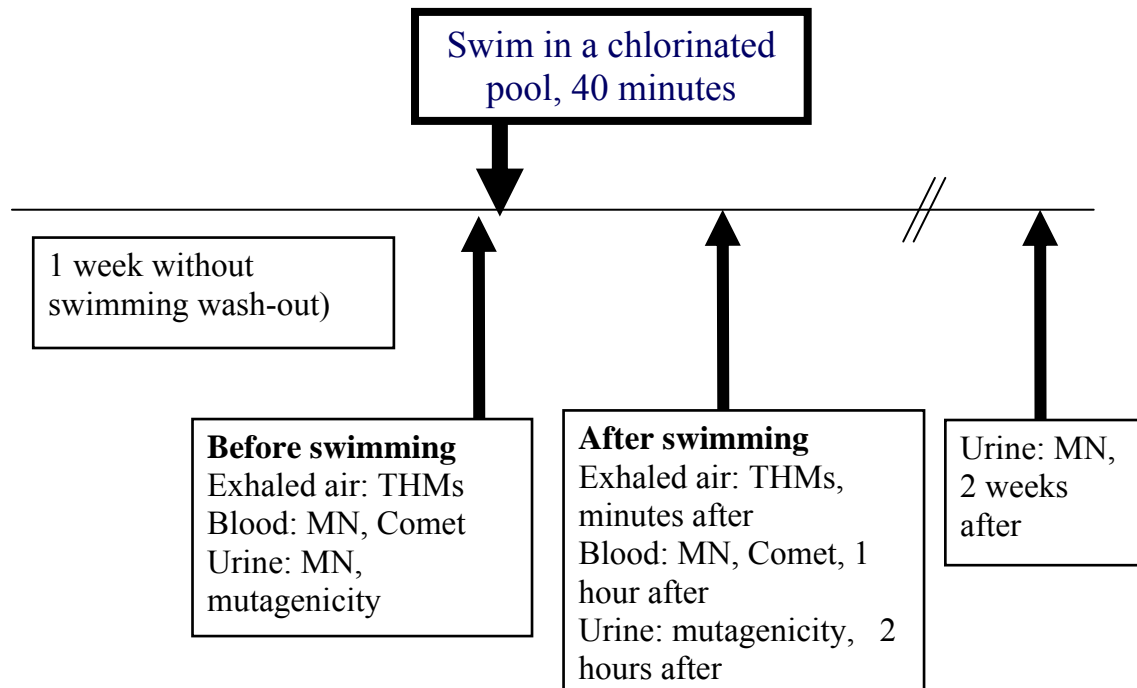 Swim in a chlorinated
pool, 40 minutes
1 week without
swimming wash-out)
Before swimming
Exhaled air: THMs
Blood: MN, Comet
Urine: MN,
mutagenicity
After swimming
Exhaled air: THMs,
minutes after
Blood: MN, Comet, 1
hour after
Urine: mutagenicity, 2
hours after
Urine: MN,
2 weeks
after